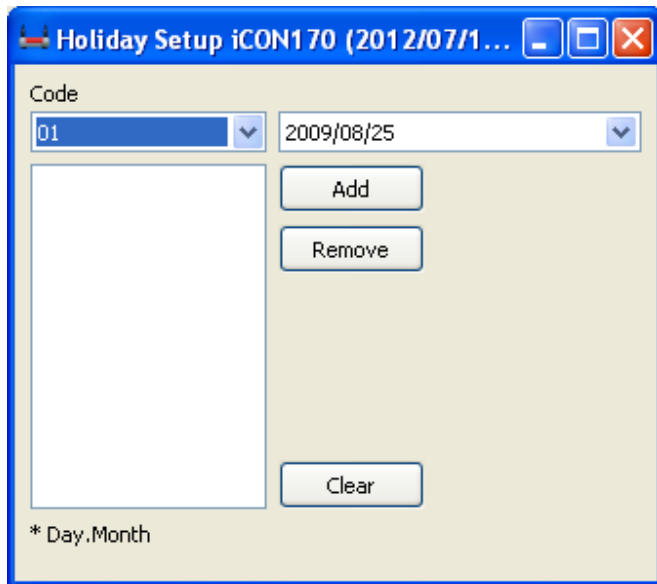 Holiday Setup iCON170 (2012/07/1...
Code
01
2009/08/25
Add
Remove
Clear
* Day.Month